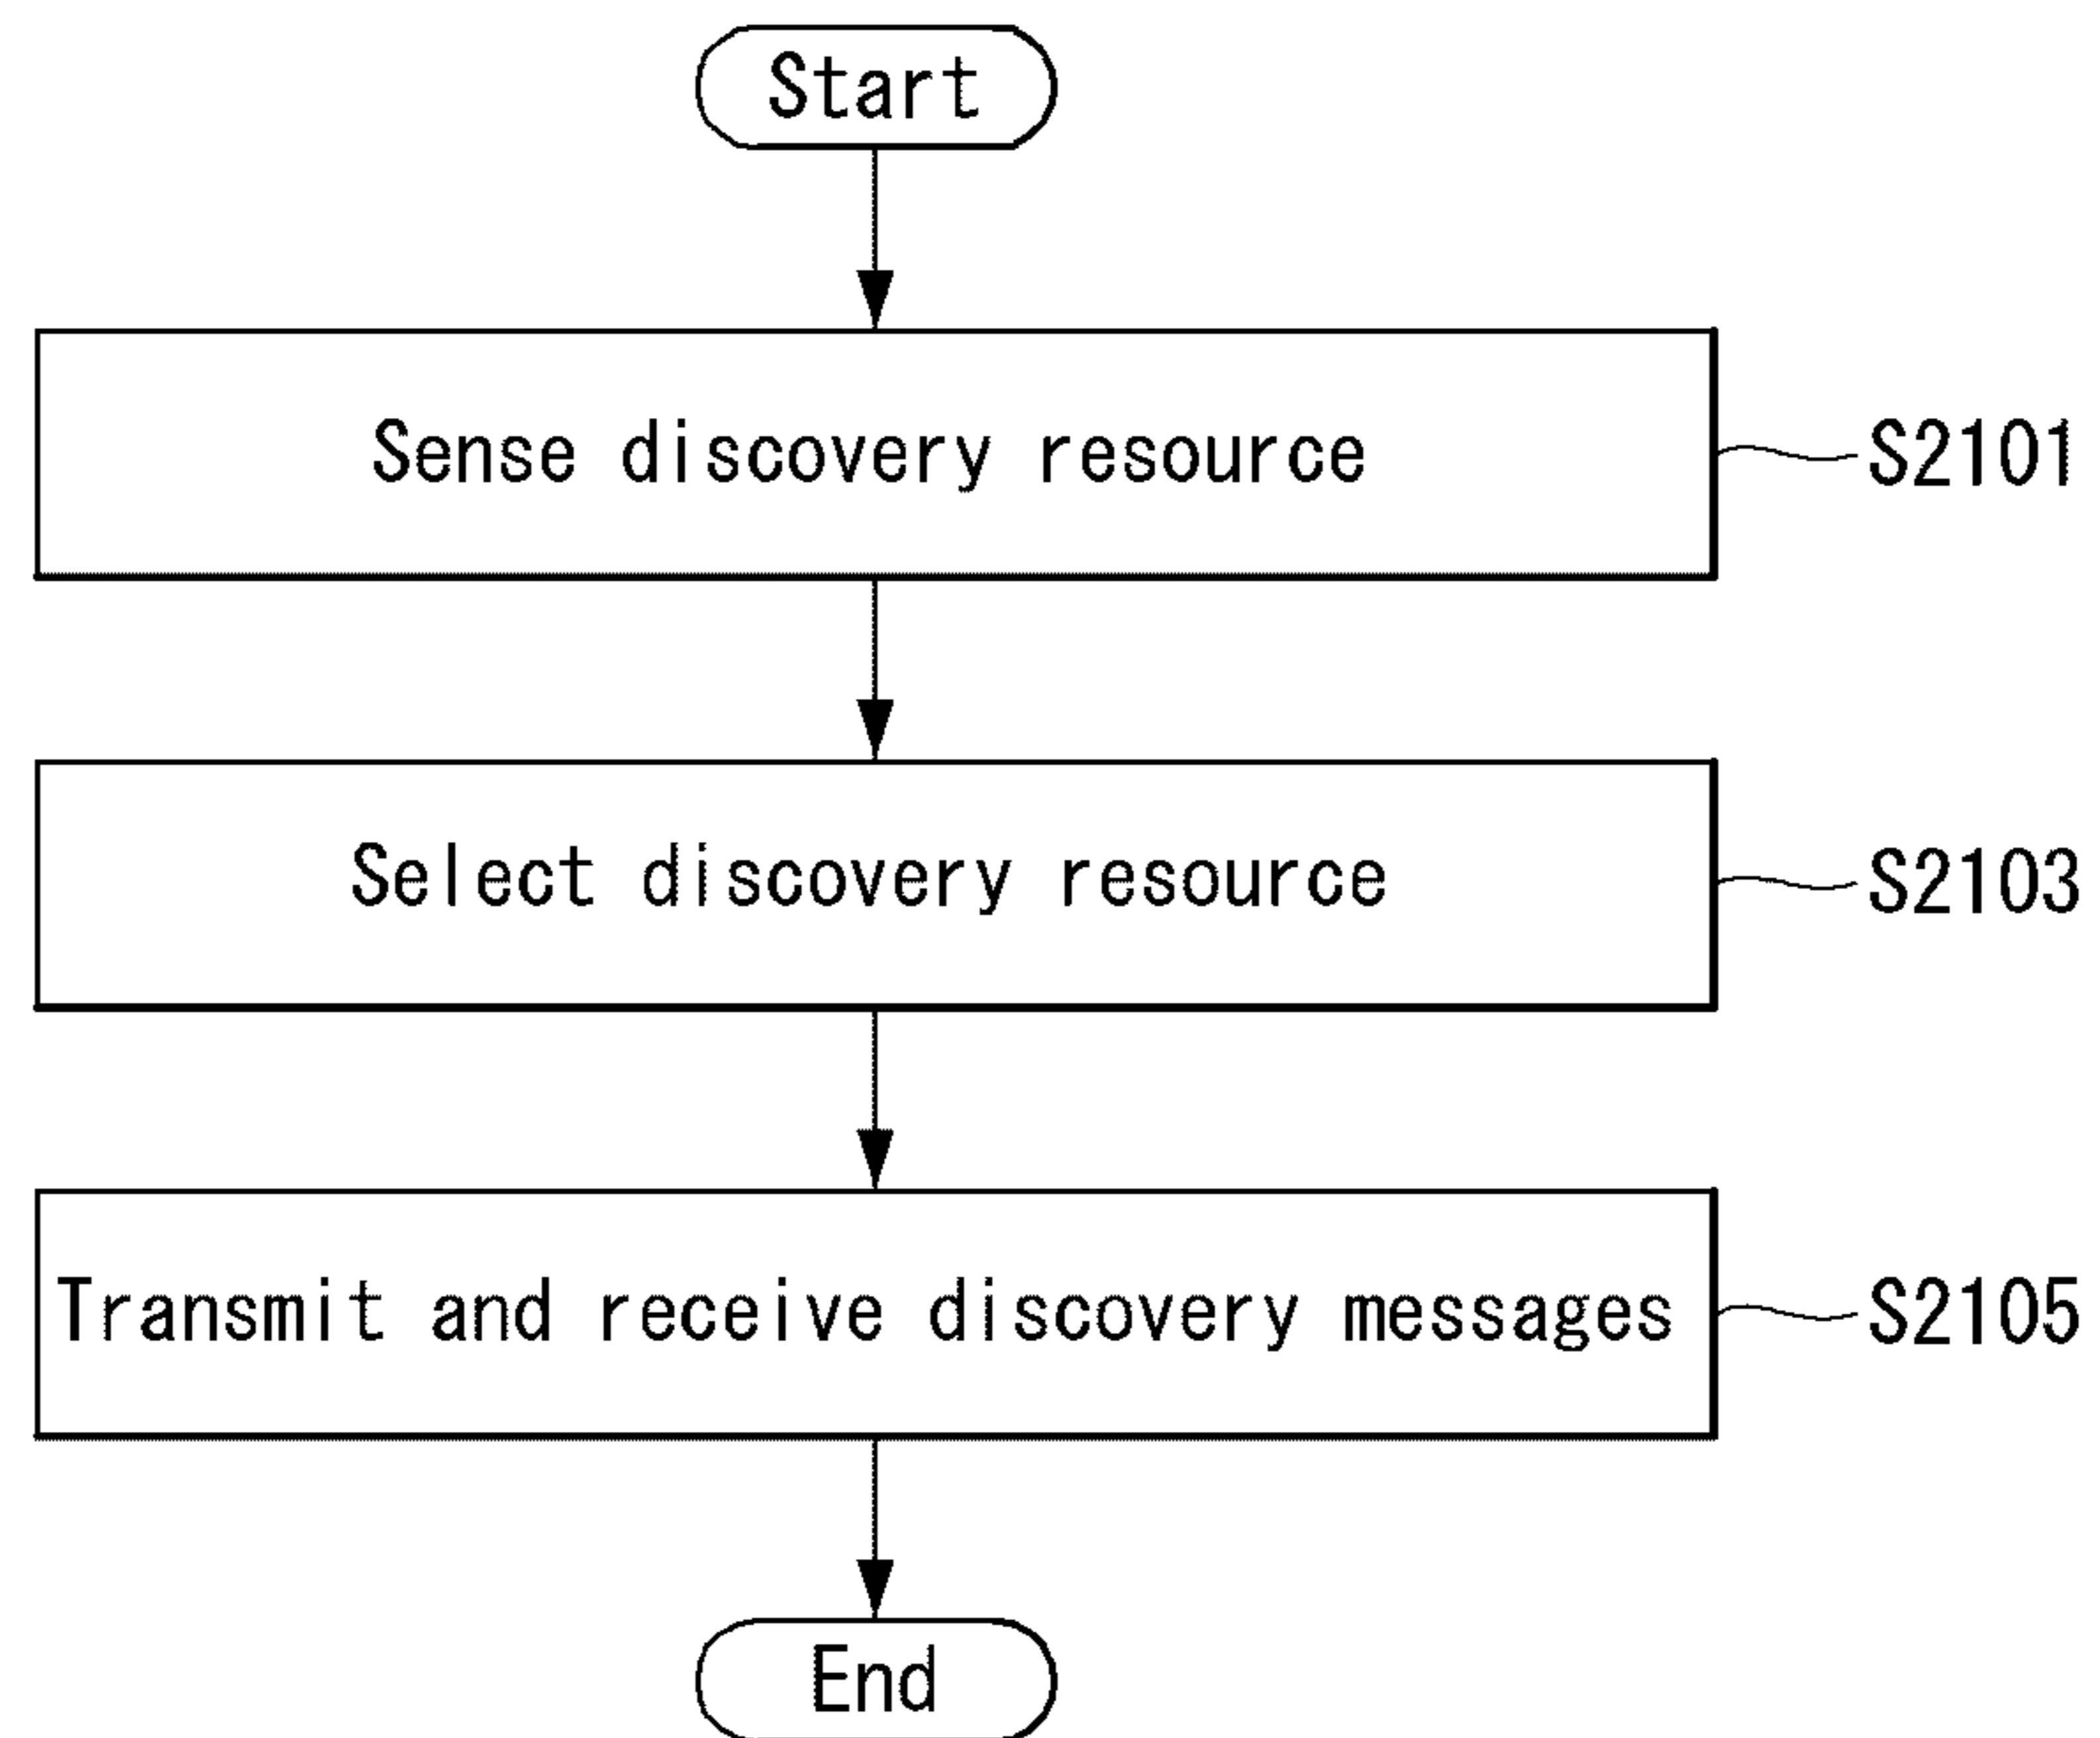 Start
Sense discovery resource
S2101
Select discovery resource
S2103
Transmit and receive discovery messages
S2105
End